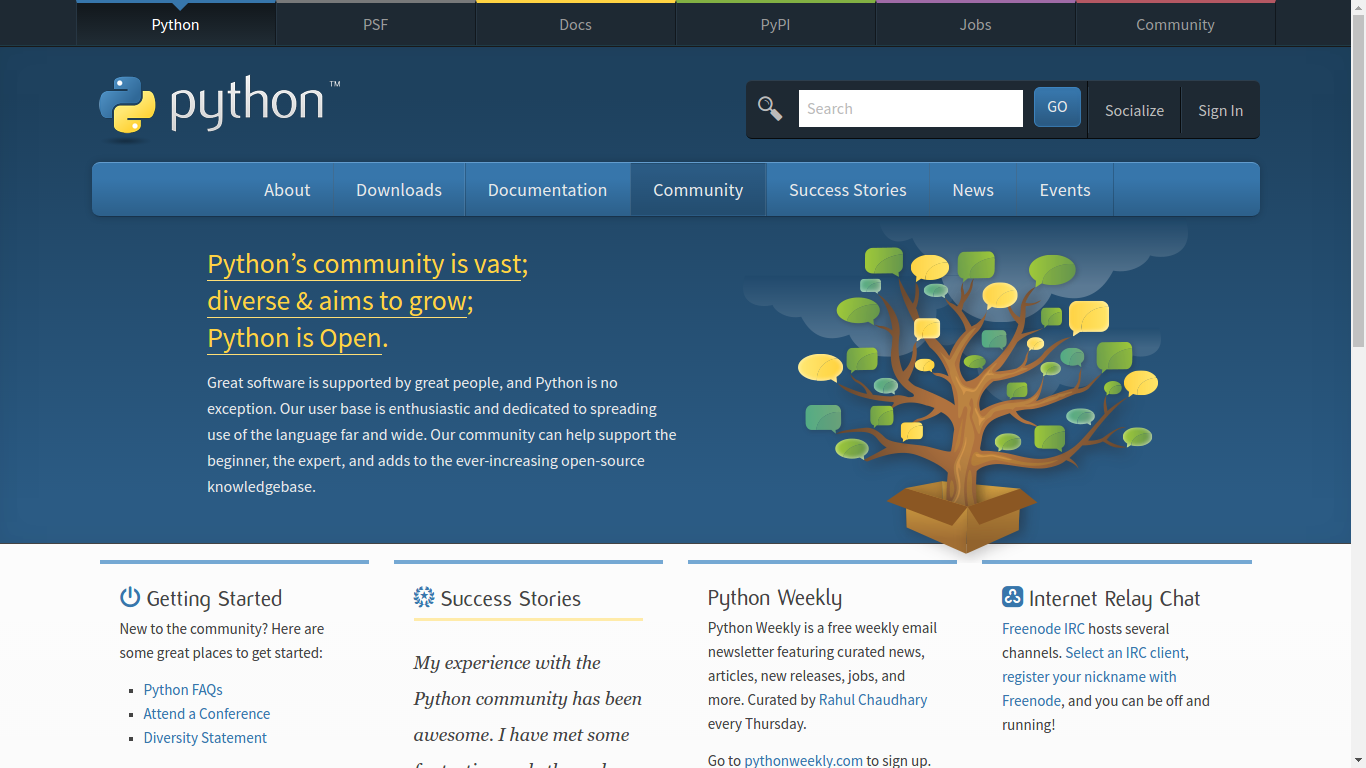 Python
PSF
Docs
PyPI
Jobs
Community
python™
Search
GO
Socialize
Sign In
About
Downloads
Documentation
Community
Success Stories
News
Events
Python’s community is vast;
diverse & aims to grow;
Python is Open.
Great software is supported by great people, and Python is no
exception. Our user base is enthusiastic and dedicated to spreading
use of the language far and wide. Our community can help support the
beginner, the expert, and adds to the ever-increasing open-source
knowledgebase.
Getting Started
New to the community? Here are
some great places to get started:
Python FAQs
Attend a Conference
Diversity Statement
Success Stories
My experience with the
Python community has been
awesome. I have met some
Python Weekly
Python Weekly is a free weekly email
newsletter featuring curated news,
articles, new releases, jobs, and
more. Curated by Rahul Chaudhary
every Thursday.
Go to pythonweekly.com to sign up.
Internet Relay Chat
Freenode IRC hosts several
channels. Select an IRC client,
register your nickname with
Freenode, and you can be off and
running!